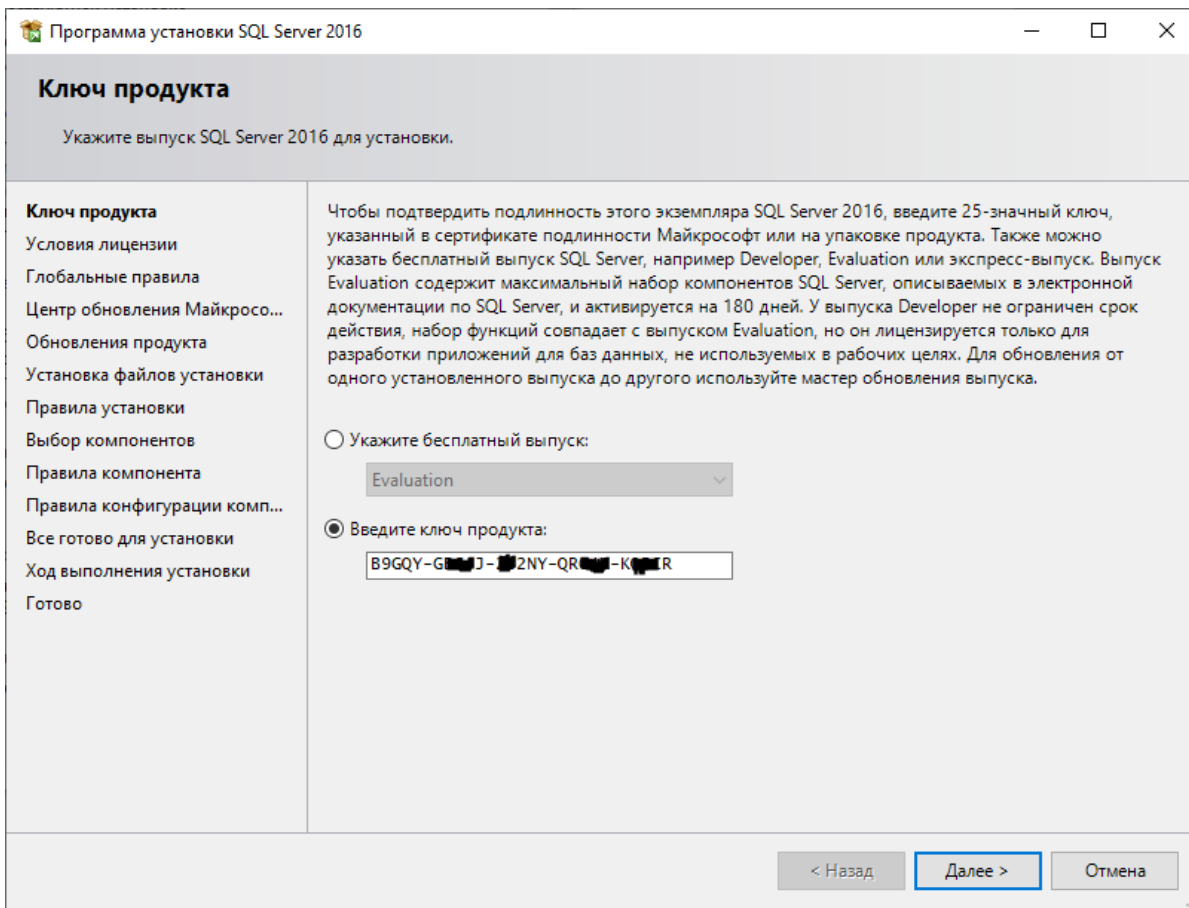 Программа установки SQL Server 2016
Ключ продукта
Укажите выпуск SQL Server 2016 для установки.
Ключ продукта
Условия лицензии
Глобальные правила
Центр обновления Майкросо...
Обновления продукта
Установка файлов установки
Правила установки
Выбор компонентов
Правила компонента
Правила конфигурации комп...
Все готово для установки
Ход выполнения установки
Готово
Чтобы подтвердить подлинность этого экземпляра SQL Server 2016, введите 25-значный ключ,
указанный в сертификате подлинности Майкрософт или на упаковке продукта. Также можно
указать бесплатный выпуск SQL Server, например Developer, Evaluation или экспресс-выпуск. Выпуск
Evaluation содержит максимальный набор компонентов SQL Server, описываемых в электронной
документации по SQL Server, и активируется на 180 дней. У выпуска Developer не ограничен срок
действия, набор функций совпадает с выпуском Evaluation, но он лицензируется только для
разработки приложений для баз данных, не используемых в рабочих целях. Для обновления от
одного установленного выпуска до другого используйте мастер обновления выпуска.
Укажите бесплатный выпуск:
Evaluation
Введите ключ продукта:
B9GQY-
< Назад
Далее >
Отмена